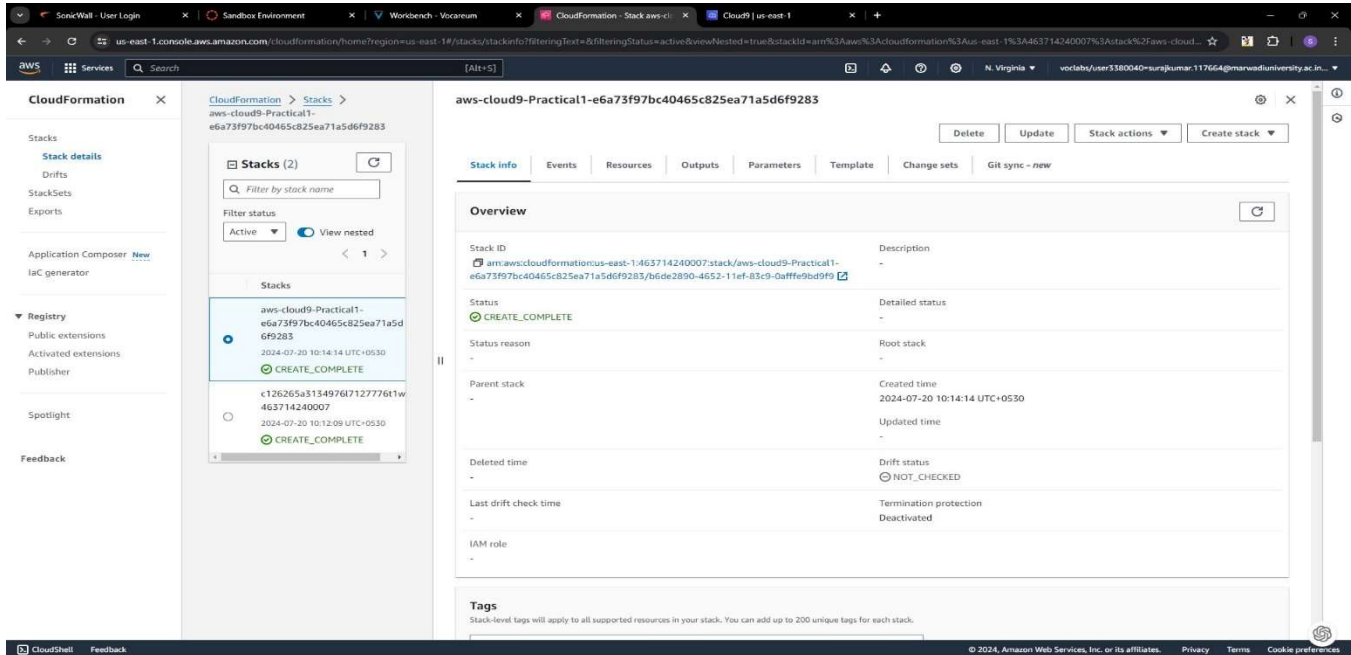 SonicWall - User Login
Sandbox Environment
Workbench - Vocareum
CloudFormation - Stack aws-cl
Cloud9 | us-east-1
us-east-1.console.aws.amazon.com/cloudformation/home?region=us-east-1#/stacks/stackinfo?filteringText=&filteringStatus=active&viewNested=true&stackId=arn%3Aaws%3Acloudformation%3Aus-east-1%3A463714240007%3Astack%2Faws-cloud...
aws
Services
Search
[Alt+S]
N. Virginia
voclabs/user3380040=surajkumar.117664@marwadiuniversity.ac.in...
CloudFormation
Stacks
Stack details
Drifts
StackSets
Exports
Application Composer New
IaC generator
Registry
Public extensions
Activated extensions
Publisher
Spotlight
Feedback
CloudFormation > Stacks >
aws-cloud9-Practical1-
e6a73f97bc40465c825ea71a5d6f9283
Stacks (2)
Filter by stack name
Filter status
Active
View nested
< 1 >
Stacks
aws-cloud9-Practical1-
e6a73f97bc40465c825ea71a5d
6f9283
2024-07-20 10:14:14 UTC+0530
CREATE_COMPLETE
c126265a3134976l7127776t1w
463714240007
2024-07-20 10:12:09 UTC+0530
CREATE_COMPLETE
aws-cloud9-Practical1-e6a73f97bc40465c825ea71a5d6f9283
Delete
Update
Stack actions
Create stack
Stack info
Events
Resources
Outputs
Parameters
Template
Change sets
Git sync - new
Overview
Stack ID
arn:aws:cloudformation:us-east-1:463714240007:stack/aws-cloud9-Practical1-
e6a73f97bc40465c825ea71a5d6f9283/b6de2890-4652-11ef-83c9-0afffe9bd9f9
Description
-
Status
CREATE_COMPLETE
Detailed status
-
Status reason
-
Root stack
-
Parent stack
-
Created time
2024-07-20 10:14:14 UTC+0530
Updated time
-
Deleted time
-
Drift status
NOT_CHECKED
Last drift check time
-
Termination protection
Deactivated
IAM role
-
Tags
Stack-level tags will apply to all supported resources in your stack. You can add up to 200 unique tags for each stack.
CloudShell
Feedback
© 2024, Amazon Web Services, Inc. or its affiliates.
Privacy
Terms
Cookie preferences